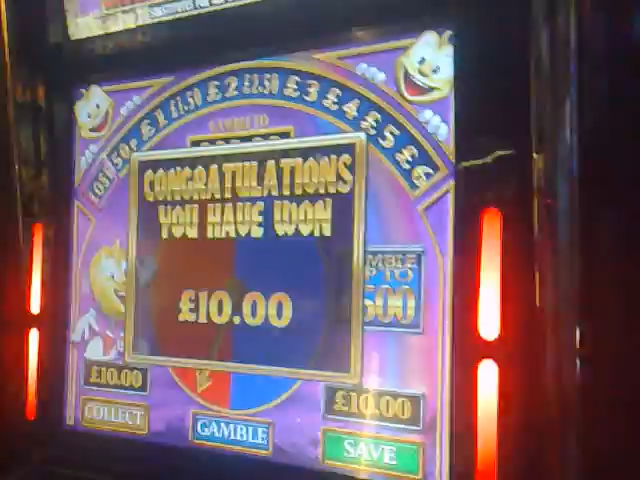 LOSE 50p £1 £1.50 £2 £2.50 £3 £4 £5 £6
CONGRATULATIONS
YOU HAVE WON
£10.00
£10.00
COLLECT
GAMBLE
£10.00
SAVE